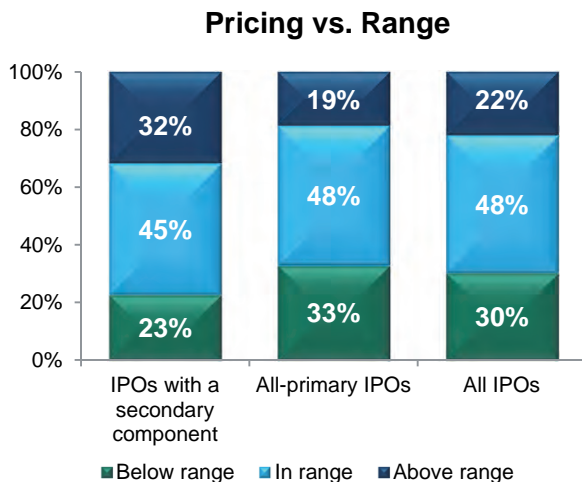 Pricing vs. Range
100%
80%
60%
40%
20%
0%
32%
45%
23%
19%
48%
33%
22%
48%
30%
IPOs with a
secondary
component
All-primary IPOs
All IPOs
Below range
In range
Above range